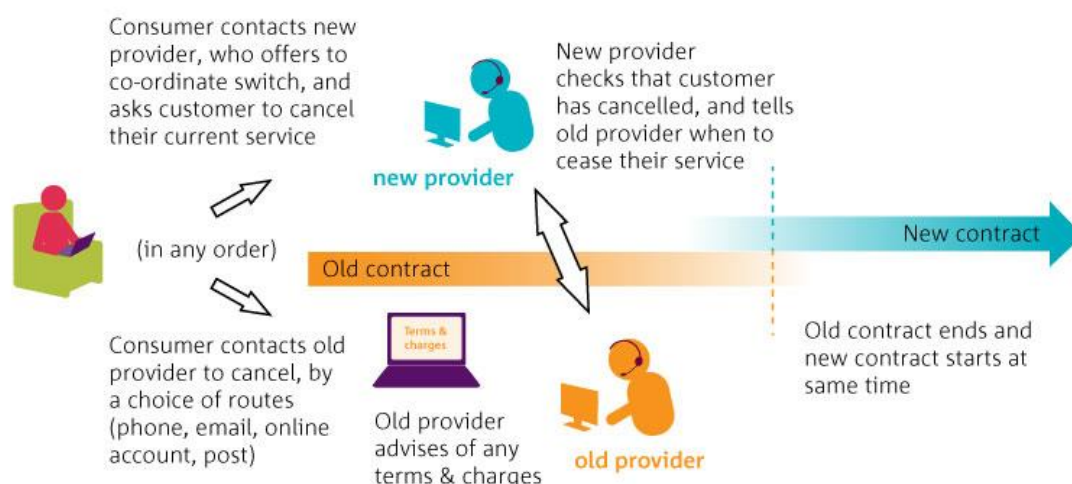 Consumer contacts new
provider, who offers to
co-ordinate switch, and
asks customer to cancel
their current service
new provider
New provider
checks that customer
has cancelled, and tells
old provider when to
cease their service
(in any order)
New contract
Old contract
Consumer contacts old
provider to cancel, by
a choice of routes
(phone, email, online
account, post)
Terms &
charges
Old provider
advises of any
terms & charges
old provider
Old contract ends and
new contract starts at
same time